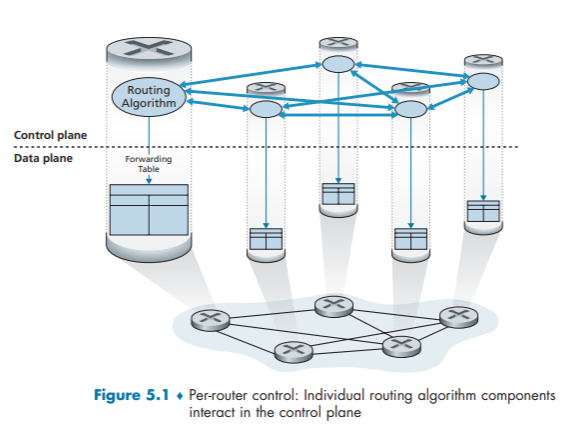 Routing
Algorithm
Control plane
Data plane
Forwarding
Table
Figure 5.1 ♦ Per-router control: Individual routing algorithm components
interact in the control plane